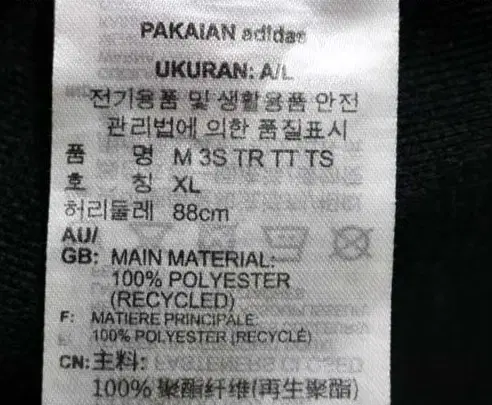 PAKAIAN adidas
UKURAN: A/L
전기용품 및 생활용품 안전
관리법에 의한 품질표시
품 명 M 3S TR TT TS
호 칭 XL
허리둘레 88cm
AU/
GB: MAIN MATERIAL:
100% POLYESTER
(RECYCLED)
F: MATIERE PRINCIPALE:
100% POLYESTER (RECYCLÉ)
CN: 主料:
100% 聚酯纤维(再生聚酯)